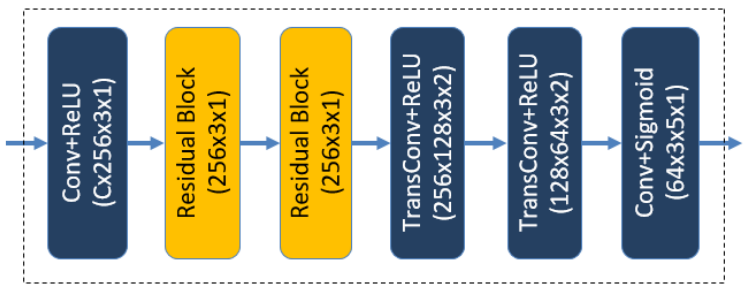 Conv+ReLU
(Cx256x3x1)
Residual Block
(256x3x1)
Residual Block
(256x3x1)
TransConv+ReLU
(256x128x3x2)
TransConv+ReLU
(128x64x3x2)
Conv+Sigmoid
(64x3x5x1)